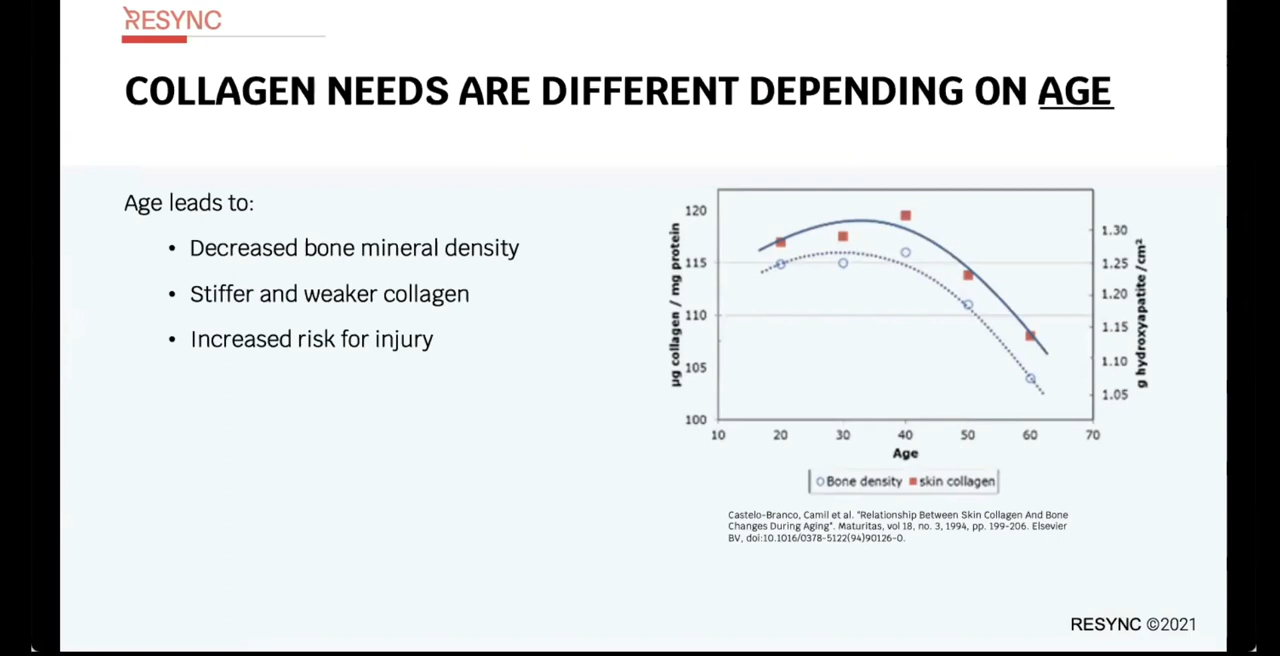 RESYNC
COLLAGEN NEEDS ARE DIFFERENT DEPENDING ON AGE
Age leads to:
• Decreased bone mineral density
• Stiffer and weaker collagen
• Increased risk for injury
µg collagen / mg protein
120
115
110
105
100
10 20 30 40 50 60 70
Age
1.30
1.25
1.20
1.15
1.10
1.05
g hydroxyapatite /cm²
Bone density skin collagen
Castelo-Branco, Camil et al. "Relationship Between Skin Collagen And Bone
Changes During Aging". Maturitas, vol 18, no. 3, 1994, pp. 199-206. Elsevier
BV, doi:10.1016/0378-5122(94)90126-0.
RESYNC ©2021